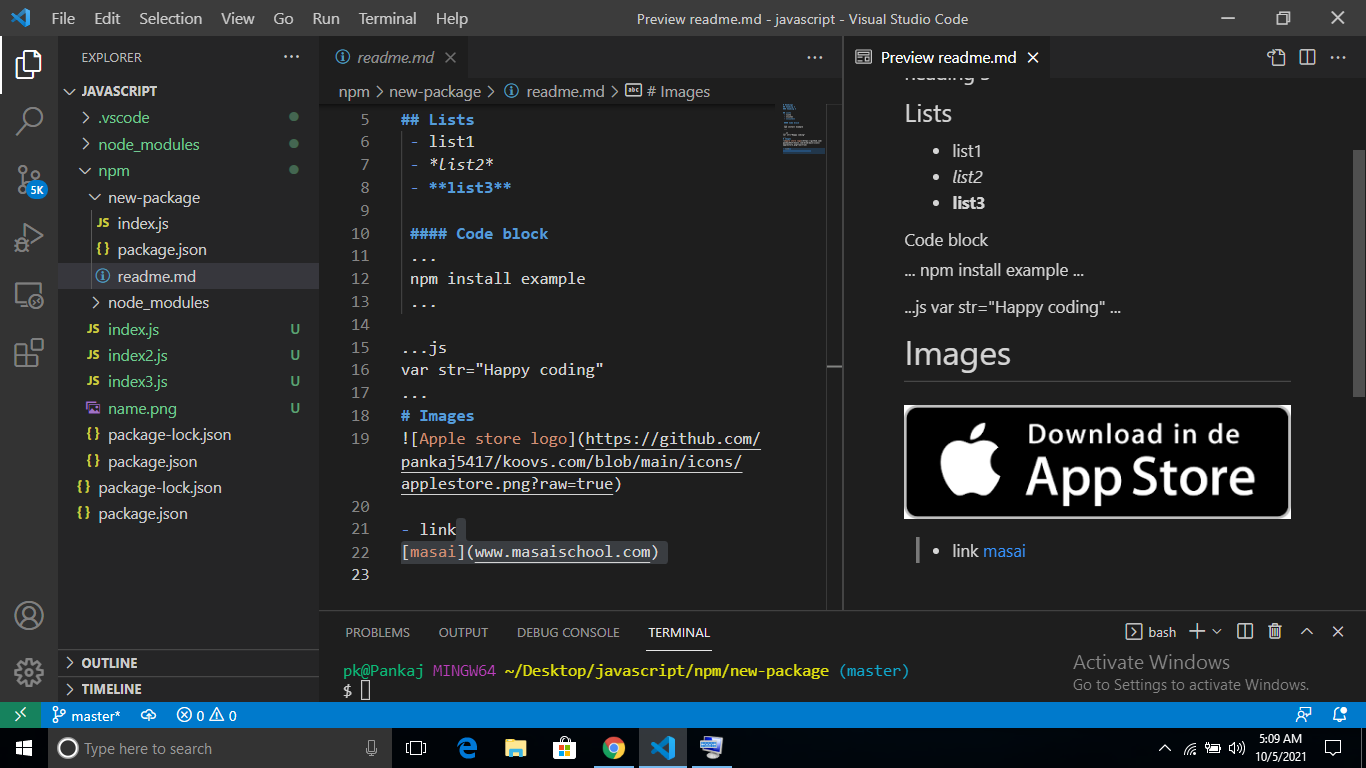 File Edit Selection View Go Run Terminal Help
Preview readme.md - javascript - Visual Studio Code
EXPLORER
JAVASCRIPT
.vscode
node_modules
npm
new-package
JS index.js
{} package.json
readme.md
node_modules
JS index.js U
JS index2.js U
JS index3.js U
name.png U
{} package-lock.json
{} package.json
{} package-lock.json
{} package.json
OUTLINE
TIMELINE
5K
readme.md
npm > new-package > readme.md > abc # Images
5 ## Lists
6 - list1
7 - *list2*
8 - **list3**
9
10 #### Code block
11 ...
12 npm install example
13 ...
14
15 ...js
16 var str="Happy coding"
17 ...
18 # Images
19 ![Apple store logo](https://github.com/
pankaj5417/koovs.com/blob/main/icons/
applestore.png?raw=true)
20
21 - link
22 [masai](www.masaischool.com)
23
Preview readme.md
Lists
list1
list2
list3
Code block
... npm install example ...
...js var str="Happy coding" ...
Images
Download in de
App Store
link masai
PROBLEMS OUTPUT DEBUG CONSOLE TERMINAL
bash
pk@Pankaj MINGW64 ~/Desktop/javascript/npm/new-package (master)
$
Activate Windows
Go to Settings to activate Windows.
master* 0 0
Type here to search
5:09 AM
10/5/2021